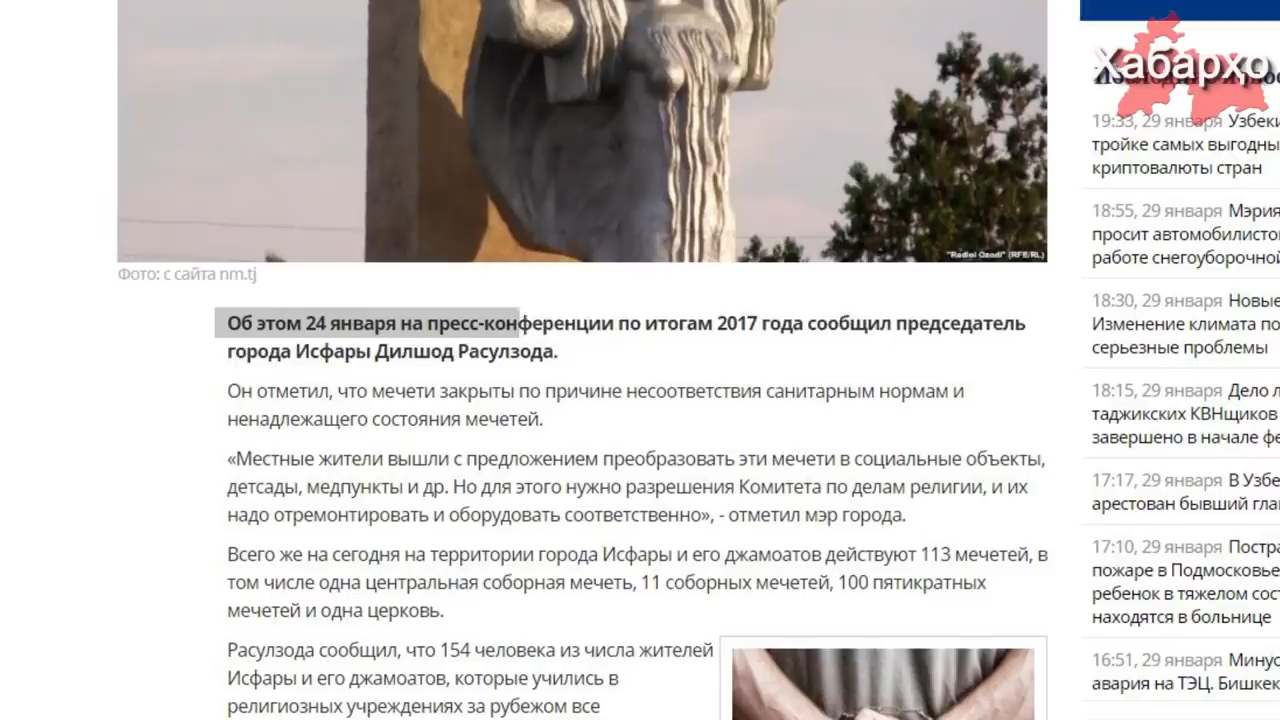 "Radioi Ozodi" (RFE/RL)
Фото: с сайта nm.tj
Об этом 24 января на пресс-конференции по итогам 2017 года сообщил председатель
города Исфары Дилшод Расулзода.
Он отметил, что мечети закрыты по причине несоответствия санитарным нормам и
ненадлежащего состояния мечетей.
«Местные жители вышли с предложением преобразовать эти мечети в социальные объекты,
детсады, медпункты и др. Но для этого нужно разрешения Комитета по делам религии, и их
надо отремонтировать и оборудовать соответственно», - отметил мэр города.
Всего же на сегодня на территории города Исфары и его джамоатов действуют 113 мечетей, в
том числе одна центральная соборная мечеть, 11 соборных мечетей, 100 пятикратных
мечетей и одна церковь.
Расулзода сообщил, что 154 человека из числа жителей
Исфары и его джамоатов, которые учились в
религиозных учреждениях за рубежом все
Хабархо
19:33, 29 января Узбеки
тройке самых выгодны
криптовалюты стран
18:55, 29 января Мэрия
просит автомобилисто
работе снегоуборочной
18:30, 29 января Новые
Изменение климата по
серьезные проблемы
18:15, 29 января Дело л
таджикских КВНщиков
завершено в начале фе
17:17, 29 января В Узбе
арестован бывший гла
17:10, 29 января Постра
пожаре в Подмосковье
ребенок в тяжелом сост
находятся в больнице
16:51, 29 января Минус
авария на ТЭЦ. Бишкек